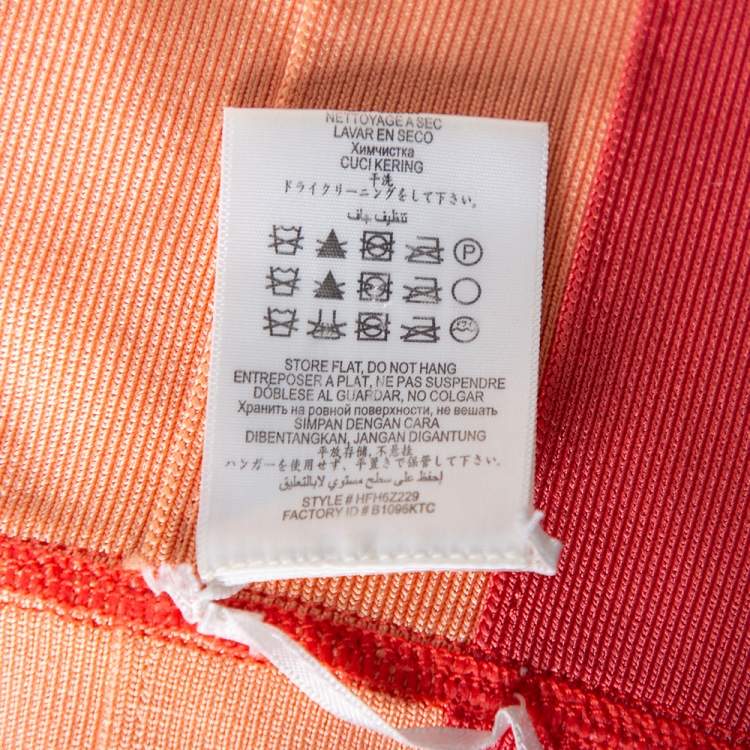 NETTOYAGE A SEC
LAVAR EN SECO
Химчистка
CUCI KERING
干洗
ドライクリーニングをして下さい。
تنظيف جاف
P
STORE FLAT, DO NOT HANG
ENTREPOSER A PLAT, NE PAS SUSPENDRE
DÓBLESE AL GUARDAR, NO COLGAR
Хранить на ровной поверхности, не вешать
SIMPAN DENGAN CARA
DIBENTANGKAN, JANGAN DIGANTUNG
平放存储, 不悬挂
ハンガーを使用せず、平置きで保管して下さい。
إحفظ على سطح مستوي لابالتعليق
STYLE # HFH6Z229
FACTORY ID # B1096KTC